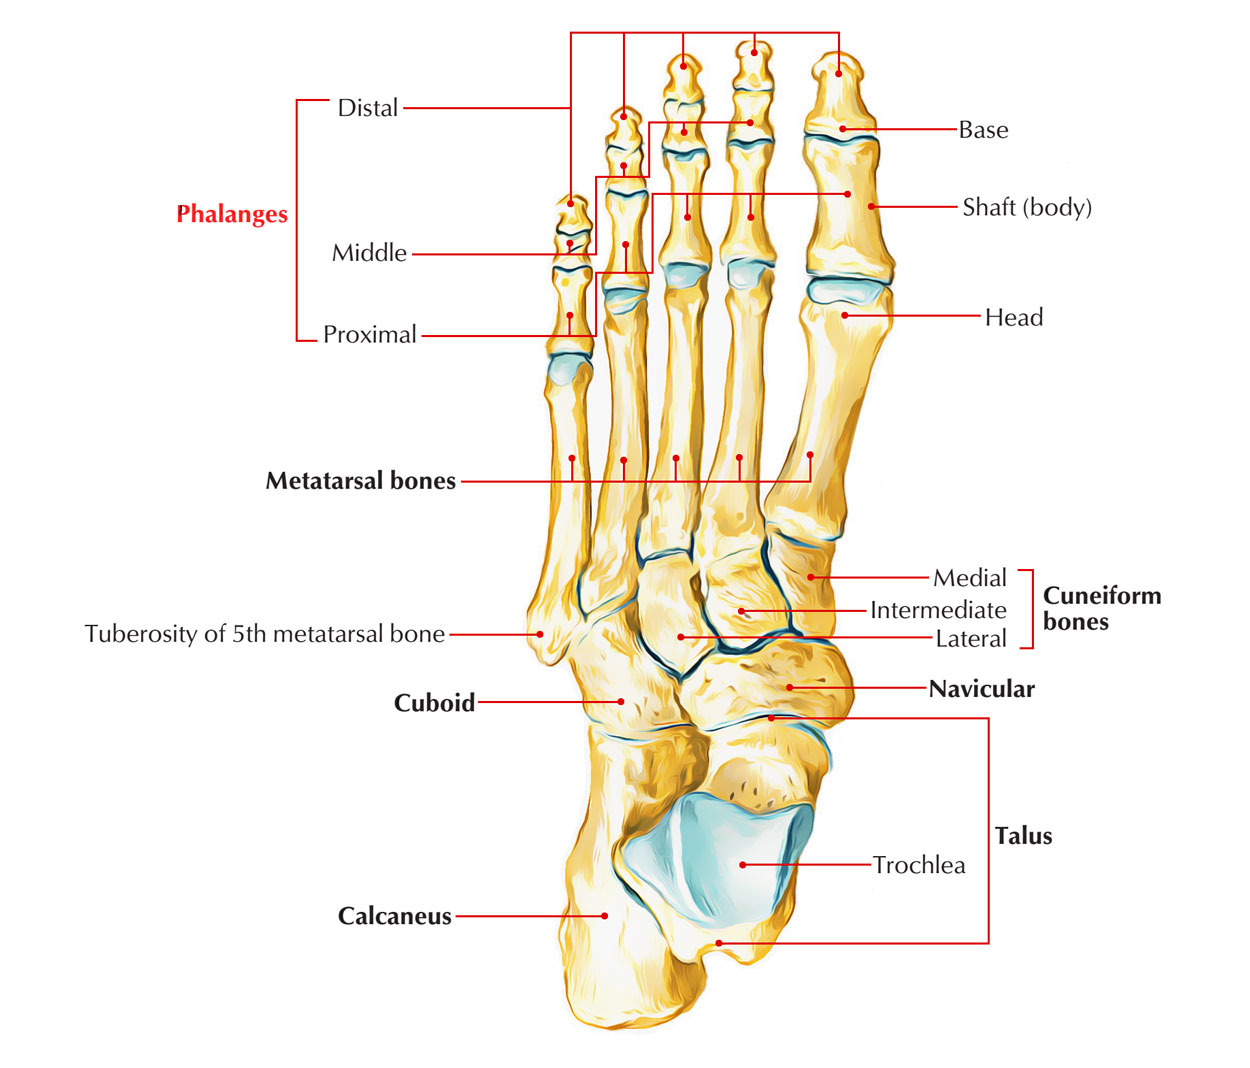 Distal
Base
Phalanges
Shaft (body)
Middle
Head
Proximal
Metatarsal bones
Medial
Intermediate
Lateral
Cuneiform
bones
Tuberosity of 5th metatarsal bone
Navicular
Cuboid
Talus
Trochlea
Calcaneus